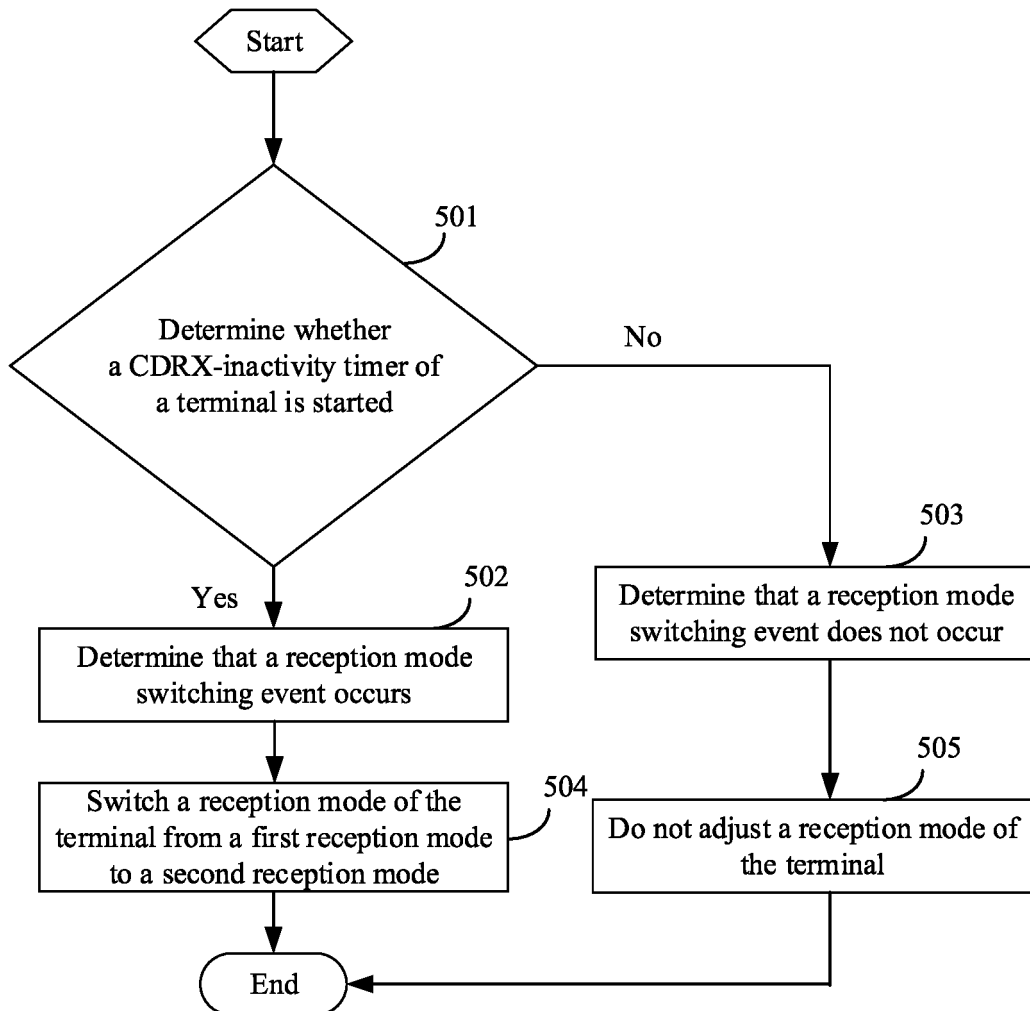 Start
501
Determine whether
a CDRX-inactivity timer of
a terminal is started
No
Yes
502
Determine that a reception mode
switching event occurs
503
Determine that a reception mode
switching event does not occur
504
Switch a reception mode of the
terminal from a first reception mode
to a second reception mode
505
Do not adjust a reception mode of
the terminal
End